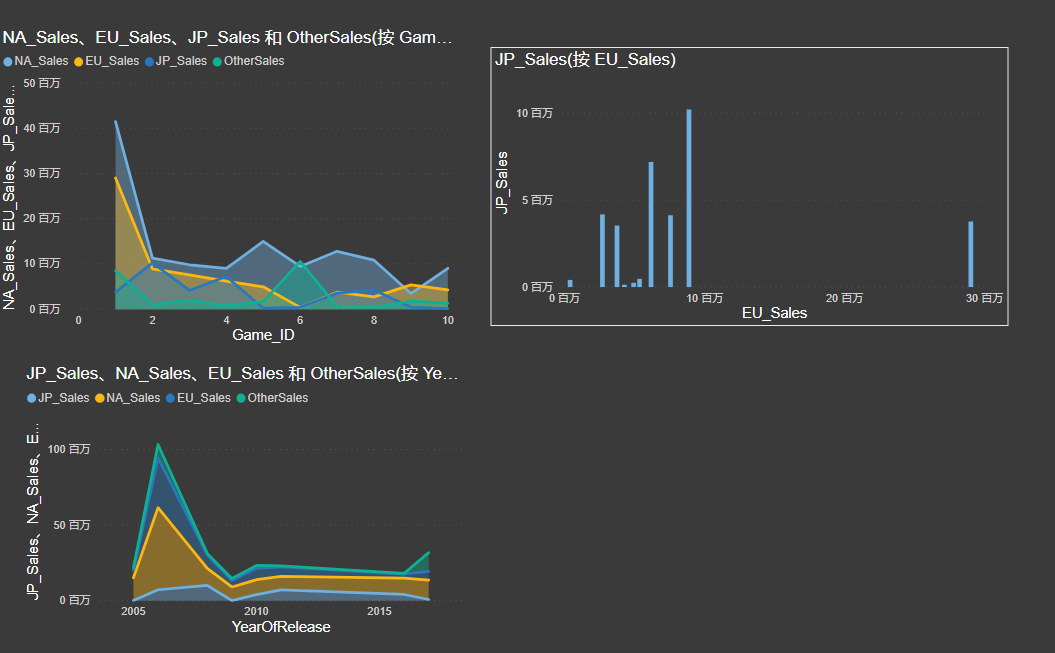 NA_Sales、EU_Sales、JP_Sales 和 OtherSales(按 Gam...
NA_Sales EU_Sales JP_Sales OtherSales
NA_Sales、EU_Sales、JP_Sale...
50 百万
40 百万
30 百万
20 百万
10 百万
0 百万
0 2 4 6 8 10
Game_ID
JP_Sales(按 EU_Sales)
JP_Sales
10 百万
5 百万
0 百万
0 百万 10 百万 20 百万 30 百万
EU_Sales
JP_Sales、NA_Sales、EU_Sales 和 OtherSales(按 Ye...
JP_Sales NA_Sales EU_Sales OtherSales
JP_Sales、NA_Sales、E...
100 百万
50 百万
0 百万
2005 2010 2015
YearOfRelease